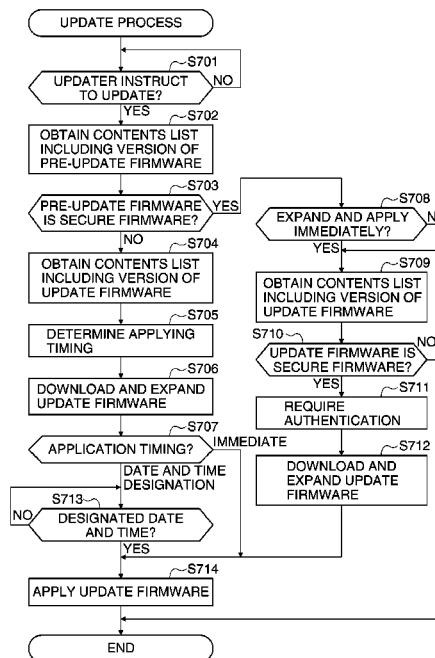 UPDATE PROCESS
S701
UPDATER INSTRUCT
TO UPDATE?
NO
YES
S702
OBTAIN CONTENTS LIST
INCLUDING VERSION OF
PRE-UPDATE FIRMWARE
S703
PRE-UPDATE FIRMWARE
IS SECURE FIRMWARE?
YES
NO
S704
OBTAIN CONTENTS LIST
INCLUDING VERSION OF
UPDATE FIRMWARE
S705
DETERMINE APPLYING
TIMING
S706
DOWNLOAD AND EXPAND
UPDATE FIRMWARE
S707
APPLICATION TIMING?
IMMEDIATE
DATE AND TIME
DESIGNATION
S713
NO
DESIGNATED DATE
AND TIME?
YES
S714
APPLY UPDATE FIRMWARE
END
S708
EXPAND AND APPLY
IMMEDIATELY?
YES
S709
OBTAIN CONTENTS LIST
INCLUDING VERSION OF
UPDATE FIRMWARE
S710
UPDATE FIRMWARE IS
SECURE FIRMWARE?
NO
YES
S711
REQUIRE
AUTHENTICATION
S712
DOWNLOAD AND
EXPAND UPDATE
FIRMWARE